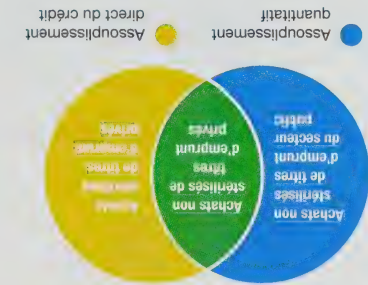 Achats non
stérilisés
de titres
d'emprunt
du secteur
public
Achats non
stérilisés de
titres
d'emprunt
privés
Achats
stérilisés
de titres
d'emprunt
privés
Assouplissement
quantitatif
Assouplissement
direct du crédit